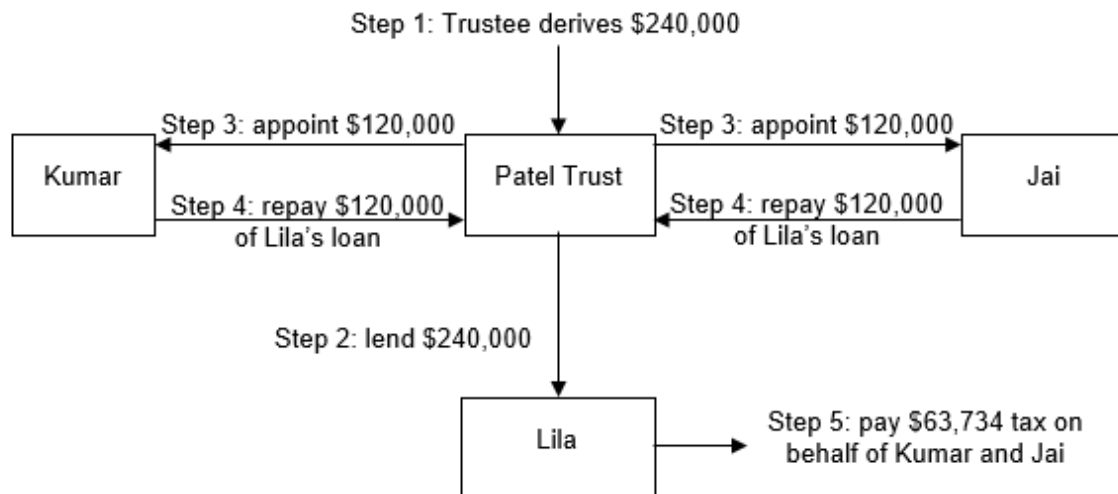 Step 1: Trustee derives $240,000
Step 3: appoint $120,000
Step 3: appoint $120,000
Kumar
Patel Trust
Jai
Step 4: repay $120,000
of Lila's loan
Step 4: repay $120,000
of Lila's loan
Step 2: lend $240,000
Lila
Step 5: pay $63,734 tax on
behalf of Kumar and Jai